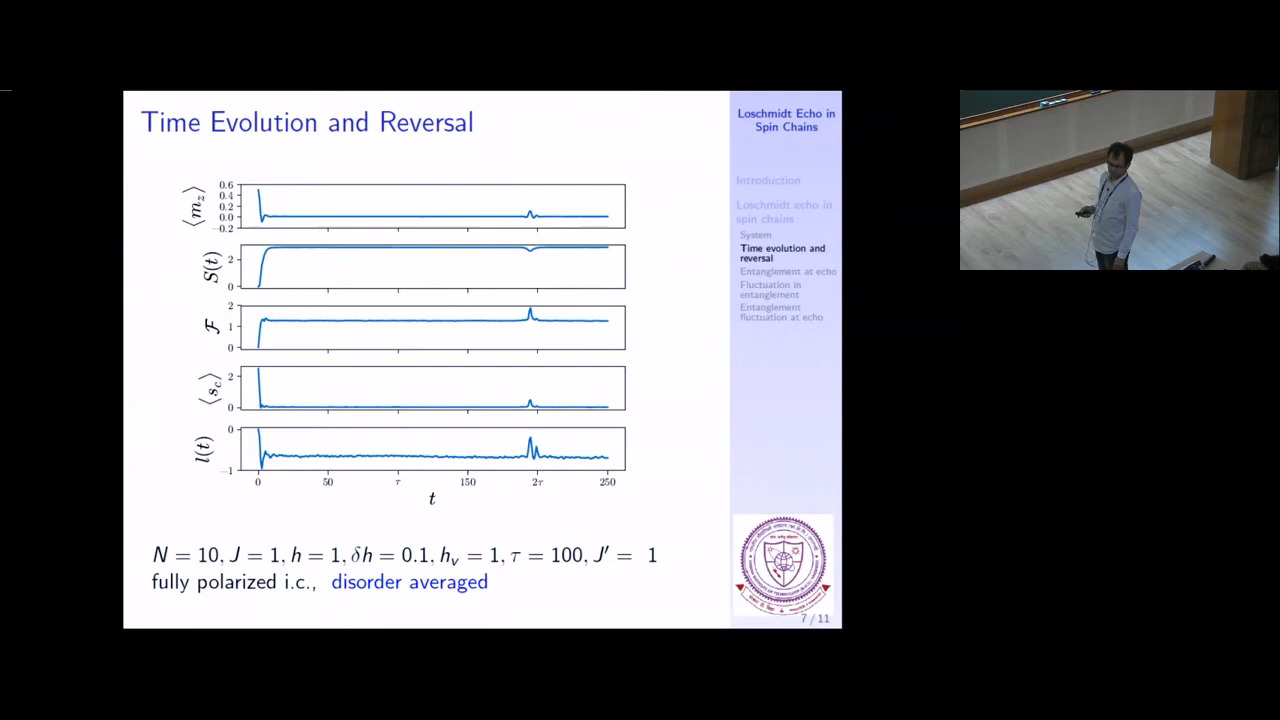 Time Evolution and Reversal
⟨m_z⟩
0.6
0.4
0.2
0.0
−0.2
S(t)
2
0
ℱ
2
1
0
⟨s_c⟩
2
0
l(t)
0
−1
0 50 τ 150 2τ 250
t
N = 10, J = 1, h = 1, δh = 0.1, h_v = 1, τ = 100, J′ = 1
fully polarized i.c., disorder averaged
Loschmidt Echo in
Spin Chains
Introduction
Loschmidt echo in
spin chains
System
Time evolution and
reversal
Entanglement at echo
Fluctuation in
entanglement
Entanglement
fluctuation at echo
7 / 11